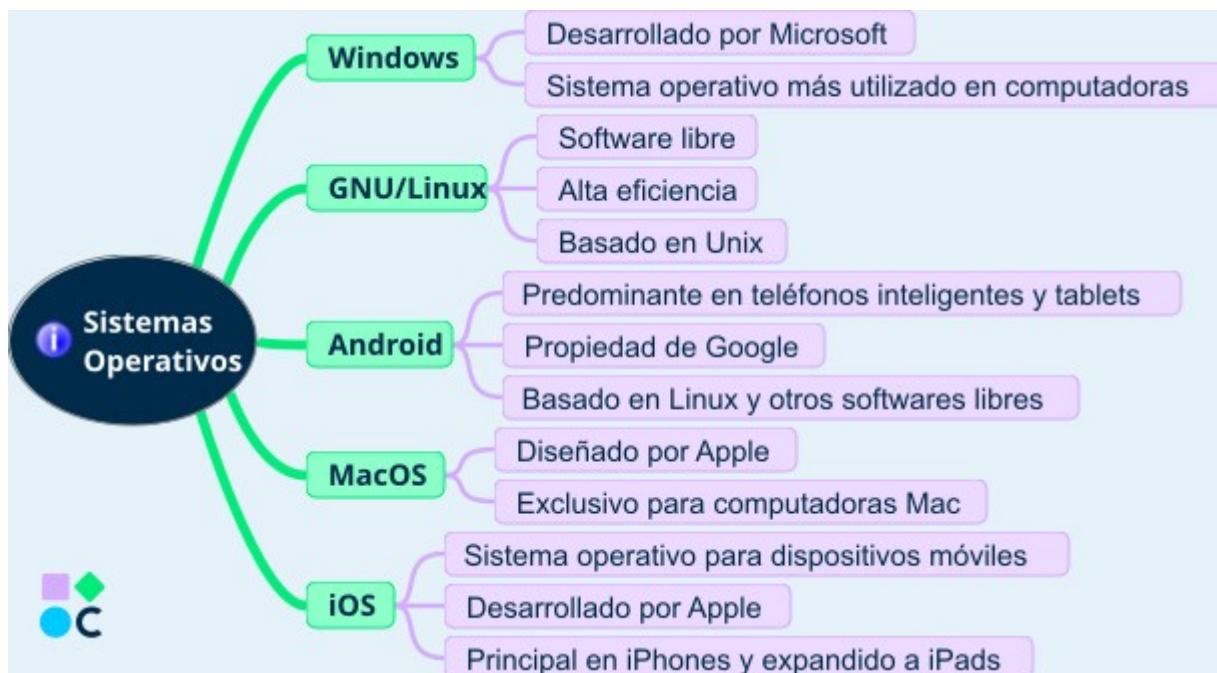 Sistemas
Operativos
Windows
Desarrollado por Microsoft
Sistema operativo más utilizado en computadoras
GNU/Linux
Software libre
Alta eficiencia
Basado en Unix
Android
Predominante en teléfonos inteligentes y tablets
Propiedad de Google
Basado en Linux y otros softwares libres
MacOS
Diseñado por Apple
Exclusivo para computadoras Mac
iOS
Sistema operativo para dispositivos móviles
Desarrollado por Apple
Principal en iPhones y expandido a iPads
C